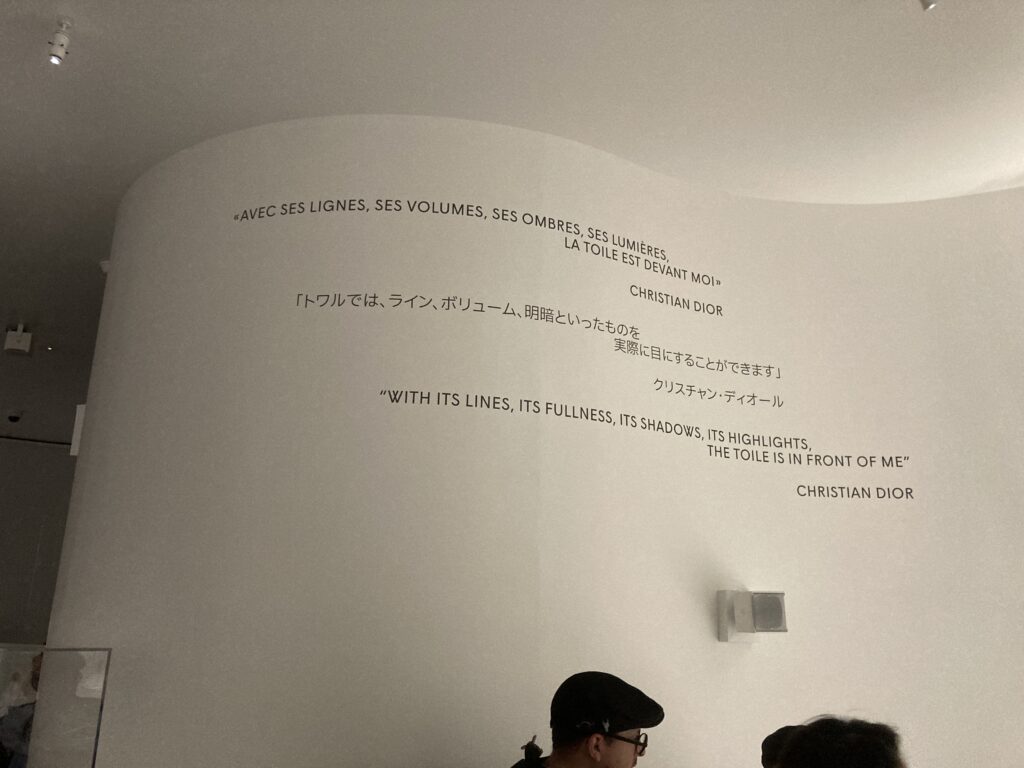 «AVEC SES LIGNES, SES VOLUMES, SES OMBRES, SES LUMIÈRES,
LA TOILE EST DEVANT MOI»
CHRISTIAN DIOR
「トワルでは、ライン、ボリューム、明暗といったものを
実際に目にすることができます」
クリスチャン・ディオール
“WITH ITS LINES, ITS FULLNESS, ITS SHADOWS, ITS HIGHLIGHTS,
THE TOILE IS IN FRONT OF ME”
CHRISTIAN DIOR